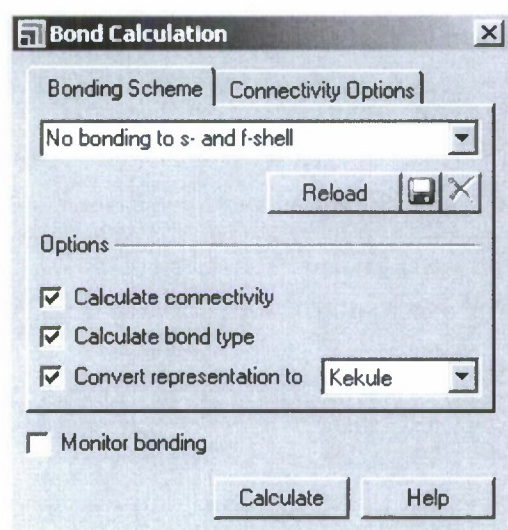 Bond Calculation
Bonding Scheme Connectivity Options
No bonding to s- and f-shell
Reload
Options
Calculate connectivity
Calculate bond type
Convert representation to Kekule
Monitor bonding
Calculate Help